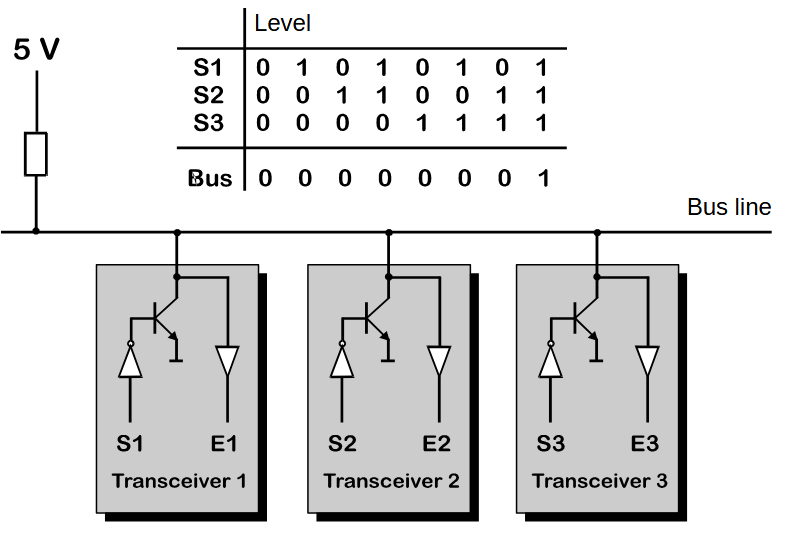 Level
5 V
S1 0 1 0 1 0 1 0 1
S2 0 0 1 1 0 0 1 1
S3 0 0 0 0 1 1 1 1
Bus 0 0 0 0 0 0 0 1
Bus line
S1 E1 S2 E2 S3 E3
Transceiver 1 Transceiver 2 Transceiver 3